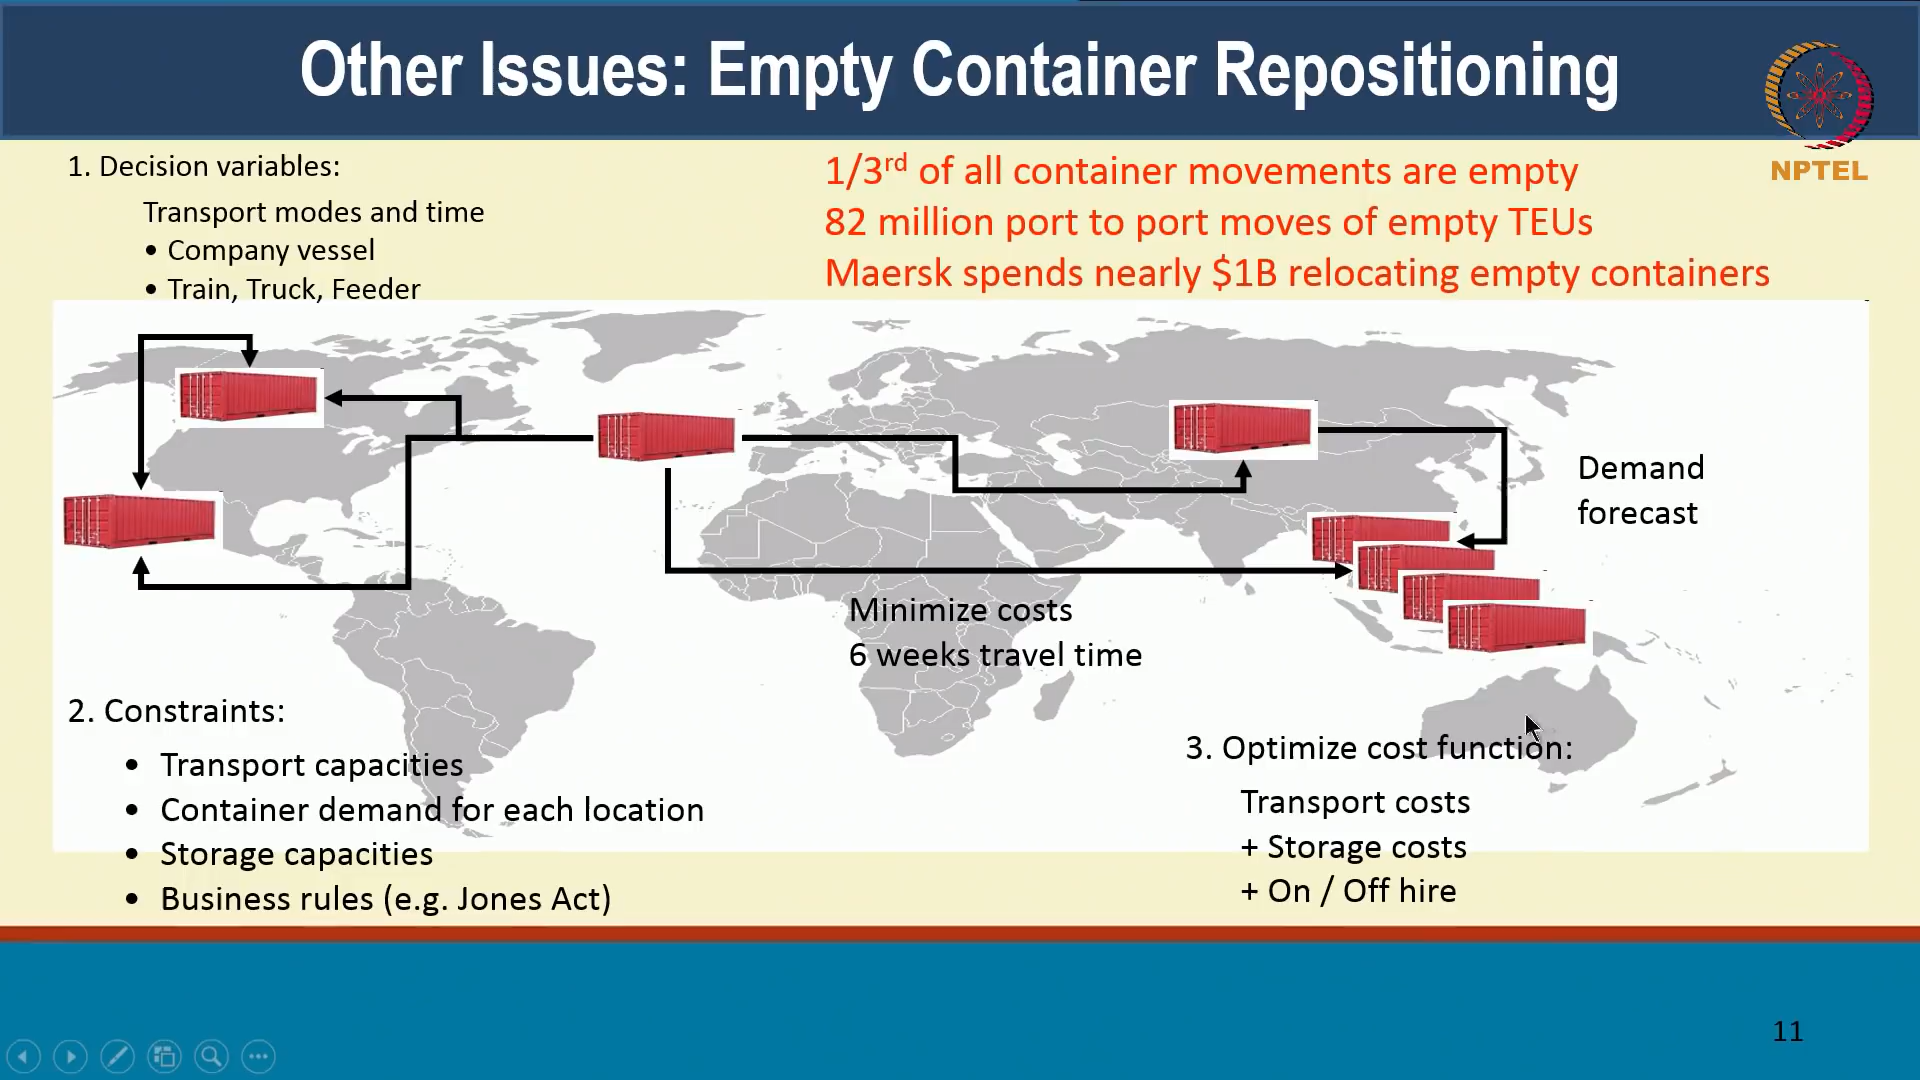 Other Issues: Empty Container Repositioning
NPTEL
1. Decision variables:
Transport modes and time
• Company vessel
• Train, Truck, Feeder
1/3rd of all container movements are empty
82 million port to port moves of empty TEUs
Maersk spends nearly $1B relocating empty containers
Demand
forecast
Minimize costs
6 weeks travel time
2. Constraints:
• Transport capacities
• Container demand for each location
• Storage capacities
• Business rules (e.g. Jones Act)
3. Optimize cost function:
Transport costs
+ Storage costs
+ On / Off hire
11